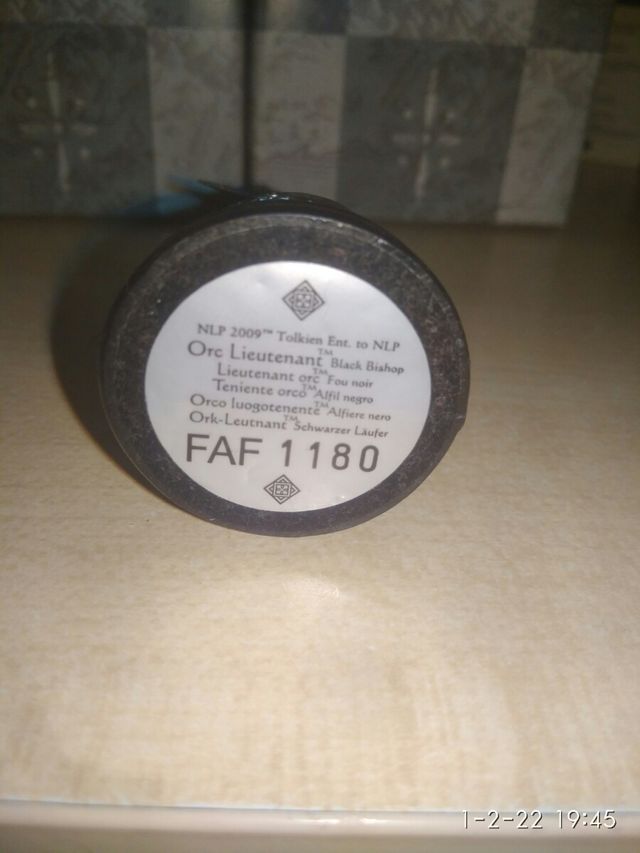 NLP 2009™ Tolkien Ent. to NLP
Orc Lieutenant™ Black Bishop
Lieutenant orc™ Fou noir
Teniente orco™ Alfil negro
Orco luogotenente™ Alfiere nero
Ork-Leutnant™ Schwarzer Läufer
FAF 1180
1-2-22 19:45